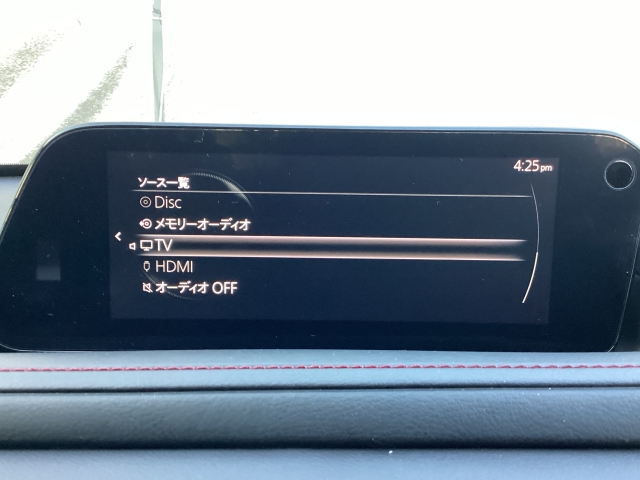 4:25pm
ソース一覧
Disc
メモリーオーディオ
TV
HDMI
オーディオ OFF